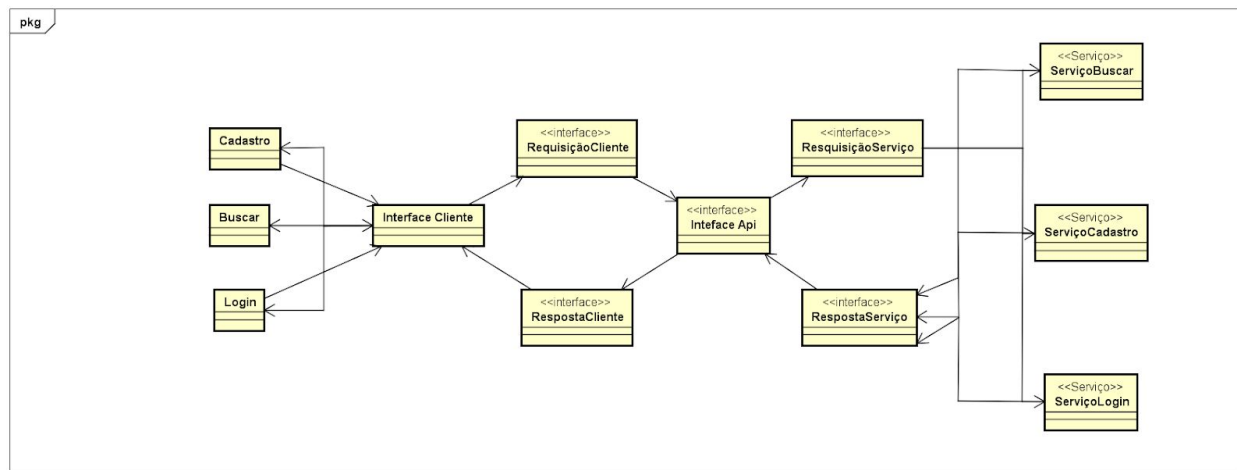 pkg
<<Serviço>>
ServiçoBuscar
<<interface>>
RequisiçãoCliente
<<interface>>
ResquisiçãoServiço
Cadastro
Buscar
Interface Cliente
<<interface>>
Inteface Api
<<Serviço>>
ServiçoCadastro
Login
<<interface>>
RespostaCliente
<<interface>>
RespostaServiço
<<Serviço>>
ServiçoLogin